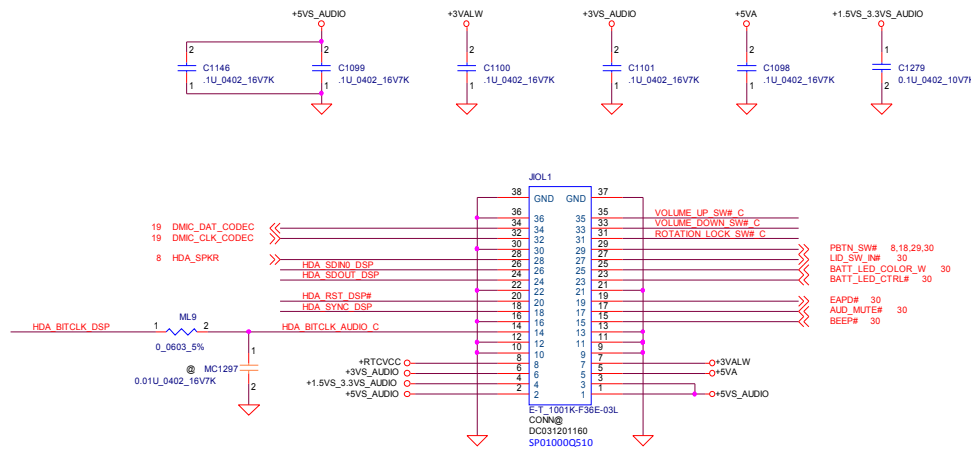 +5VS_AUDIO
+3VALW
+3VS_AUDIO
+5VA
+1.5VS_3.3VS_AUDIO
2 2 2 2 2 1
C1146 C1099 C1100 C1101 C1098 C1279
.1U_0402_16V7K .1U_0402_16V7K .1U_0402_16V7K .1U_0402_16V7K .1U_0402_16V7K 0.1U_0402_10V7K
1 1 1 1 1 2
JIOL1
38 GND GND 37
36 36 35 35 VOLUME_UP_SW#_C
19 DMIC_DAT_CODEC 34 34 33 33 VOLUME_DOWN_SW#_C
19 DMIC_CLK_CODEC 32 32 31 31 ROTATION_LOCK_SW#_C
30 30 29 29 PBTN_SW# 8,18,29,30
8 HDA_SPKR 28 28 27 27 LID_SW_IN# 30
HDA_SDIN0_DSP 26 26 25 25 BATT_LED_COLOR_W 30
HDA_SDOUT_DSP 24 24 23 23 BATT_LED_CTRL# 30
22 22 21 21
HDA_RST_DSP# 20 20 19 19 EAPD# 30
HDA_SYNC_DSP 18 18 17 17 AUD_MUTE# 30
16 16 15 15 BEEP# 30
HDA_BITCLK_DSP 1 ML9 2 HDA_BITCLK_AUDIO_C 14 14 13 13
0_0603_5%
12 12 11 11
10 10 9 9
+RTCVCC 8 8 7 7 +3VALW
+3VS_AUDIO 6 6 5 5 +5VA
+1.5VS_3.3VS_AUDIO 4 4 3 3
+5VS_AUDIO 2 2 1 1 +5VS_AUDIO
1
@ MC1297
0.01U_0402_16V7K
2
E-T_1001K-F36E-03L
CONN@
DC031201160
SP01000Q510